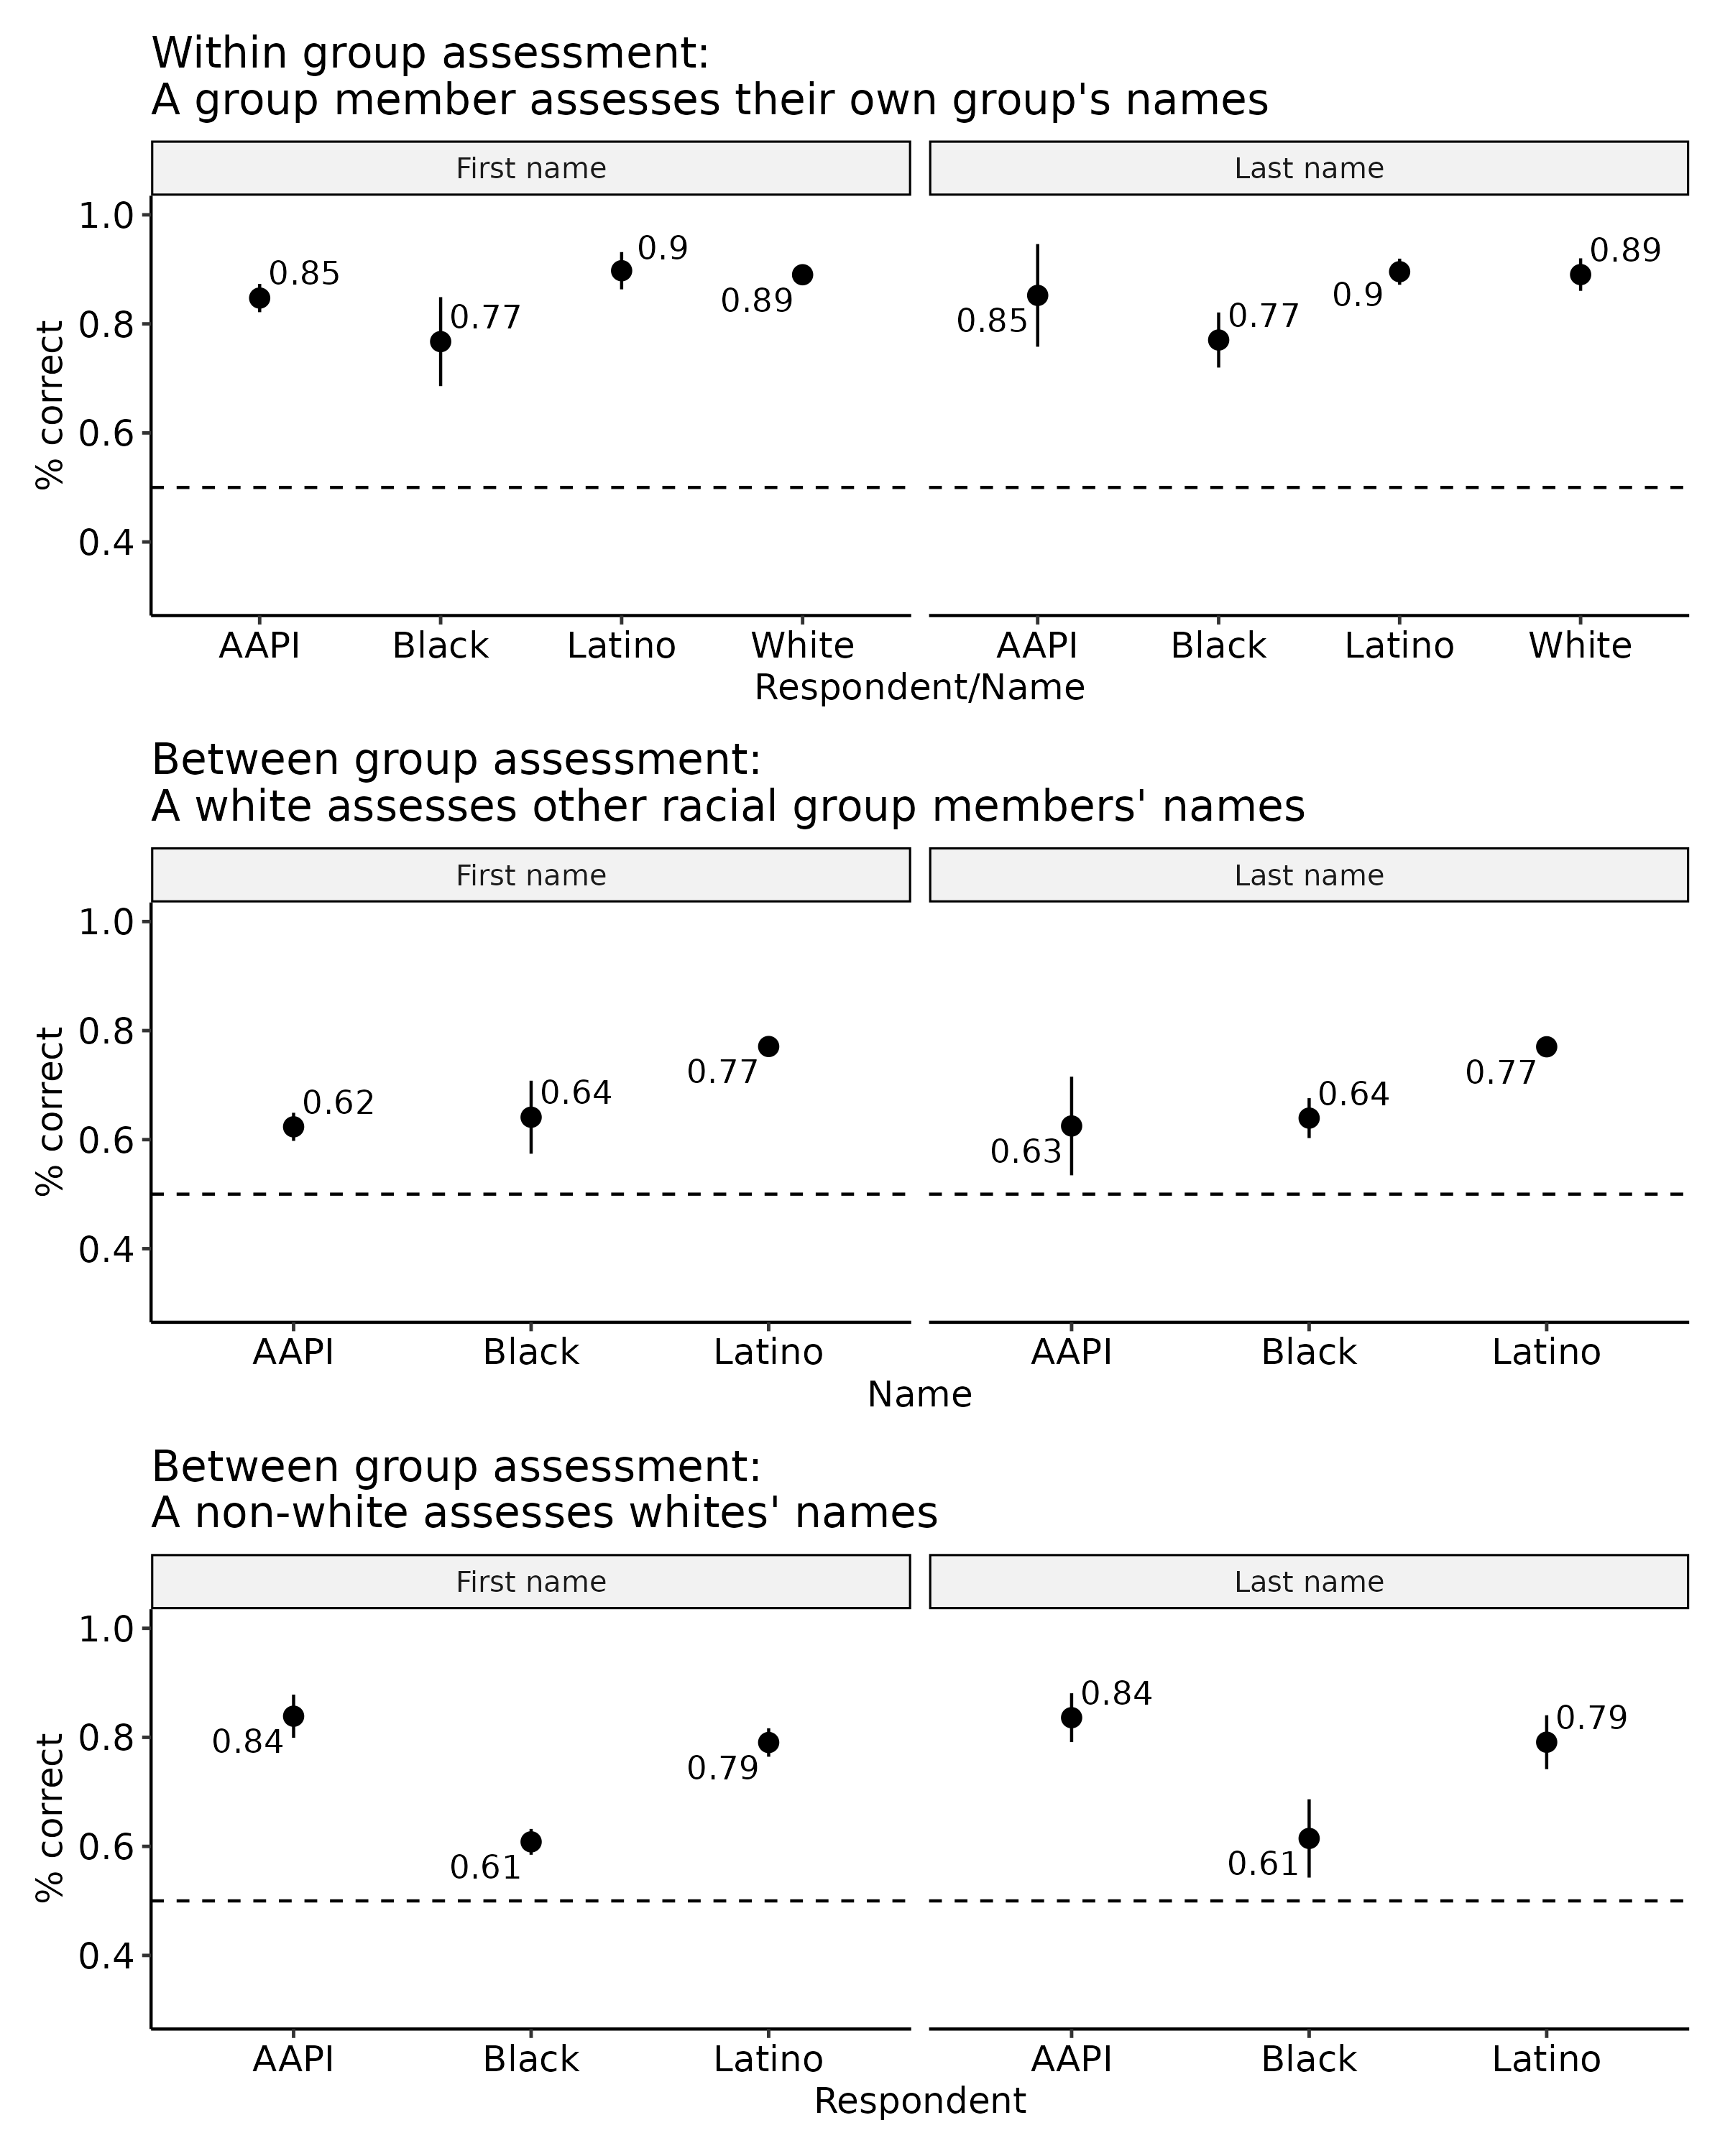 Within group assessment:
A group member assesses their own group's names
First name
Last name
1.0
0.8
0.6
0.4
% correct
0.85
0.77
0.9
0.89
0.85
0.77
0.9
0.89
AAPI Black Latino White
AAPI Black Latino White
Respondent/Name
Between group assessment:
A white assesses other racial group members' names
First name
Last name
1.0
0.8
0.6
0.4
% correct
0.62
0.64
0.77
0.63
0.64
0.77
AAPI Black Latino
AAPI Black Latino
Name
Between group assessment:
A non-white assesses whites' names
First name
Last name
1.0
0.8
0.6
0.4
% correct
0.84
0.61
0.79
0.84
0.61
0.79
AAPI Black Latino
AAPI Black Latino
Respondent